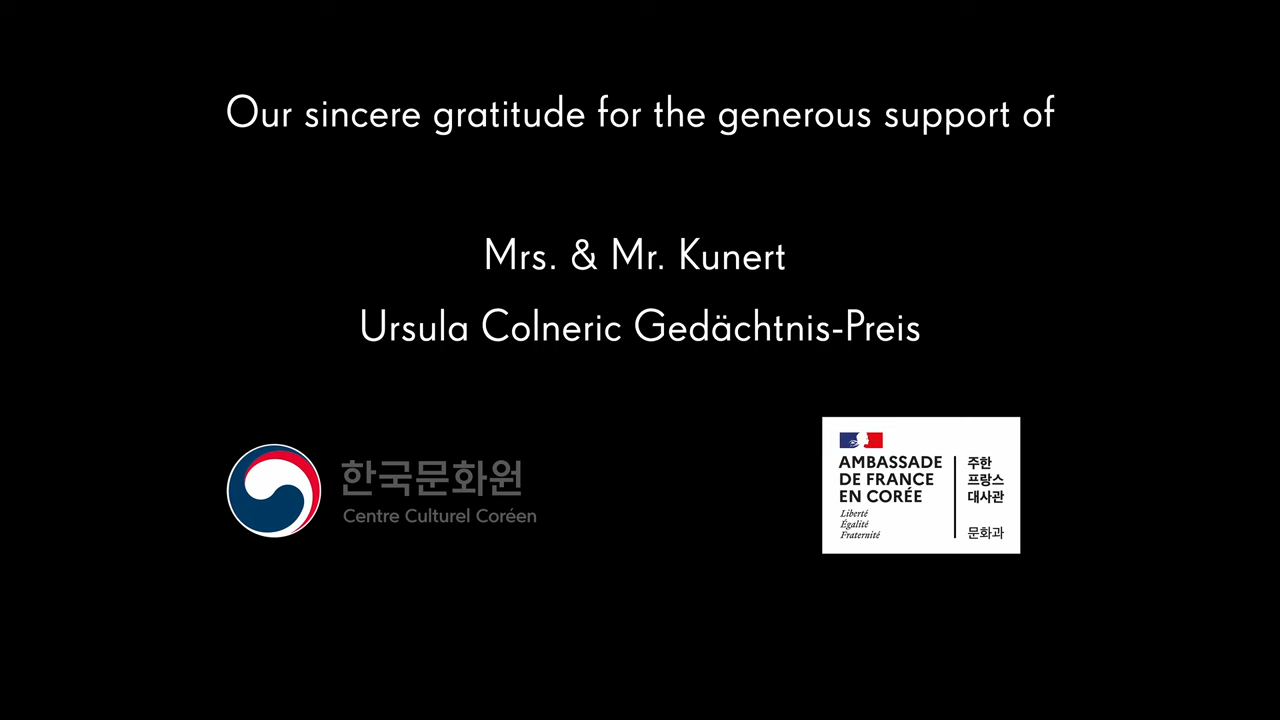 Our sincere gratitude for the generous support of
Mrs. & Mr. Kunert
Ursula Colneric Gedächtnis-Preis
한국문화원
Centre Culturel Coréen
AMBASSADE
DE FRANCE
EN CORÉE
Liberté
Égalité
Fraternité
주한
프랑스
대사관
문화과